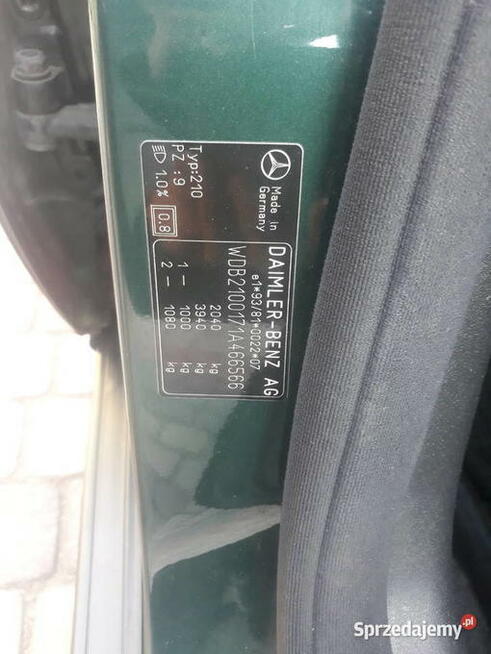 Made in
Germany
DAIMLER-BENZ AG
e1*93/81*0022*07
WDB2100171A466566
2040 kg
3940 kg
1- 1000 kg
2- 1080 kg
Typ:210
PZ :9
1.0%
0.8
Sprzedajemy.pl